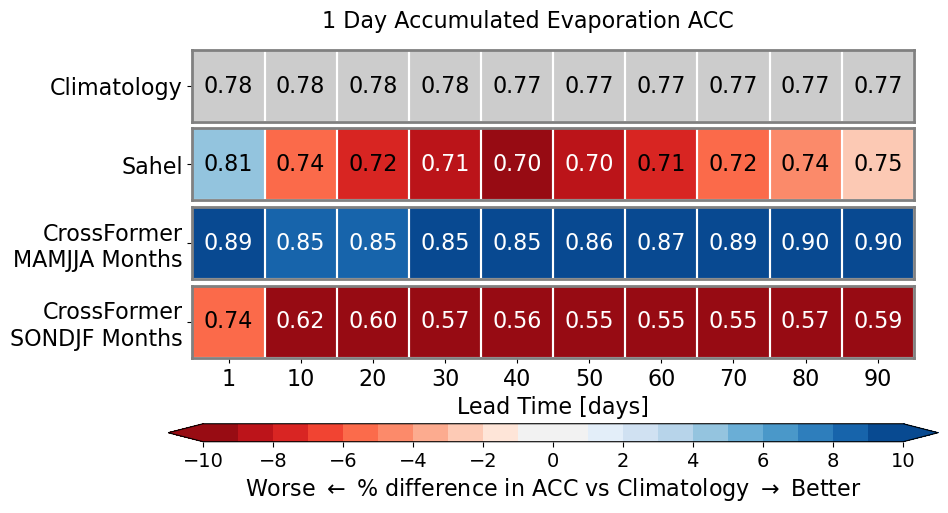 1 Day Accumulated Evaporation ACC
Climatology 0.78 0.78 0.78 0.78 0.77 0.77 0.77 0.77 0.77 0.77
Sahel 0.81 0.74 0.72 0.71 0.70 0.70 0.71 0.72 0.74 0.75
CrossFormer
MAMJJA Months 0.89 0.85 0.85 0.85 0.85 0.86 0.87 0.89 0.90 0.90
CrossFormer
SONDJF Months 0.74 0.62 0.60 0.57 0.56 0.55 0.55 0.55 0.57 0.59
1 10 20 30 40 50 60 70 80 90
Lead Time [days]
−10 −8 −6 −4 −2 0 2 4 6 8 10
Worse ← % difference in ACC vs Climatology → Better